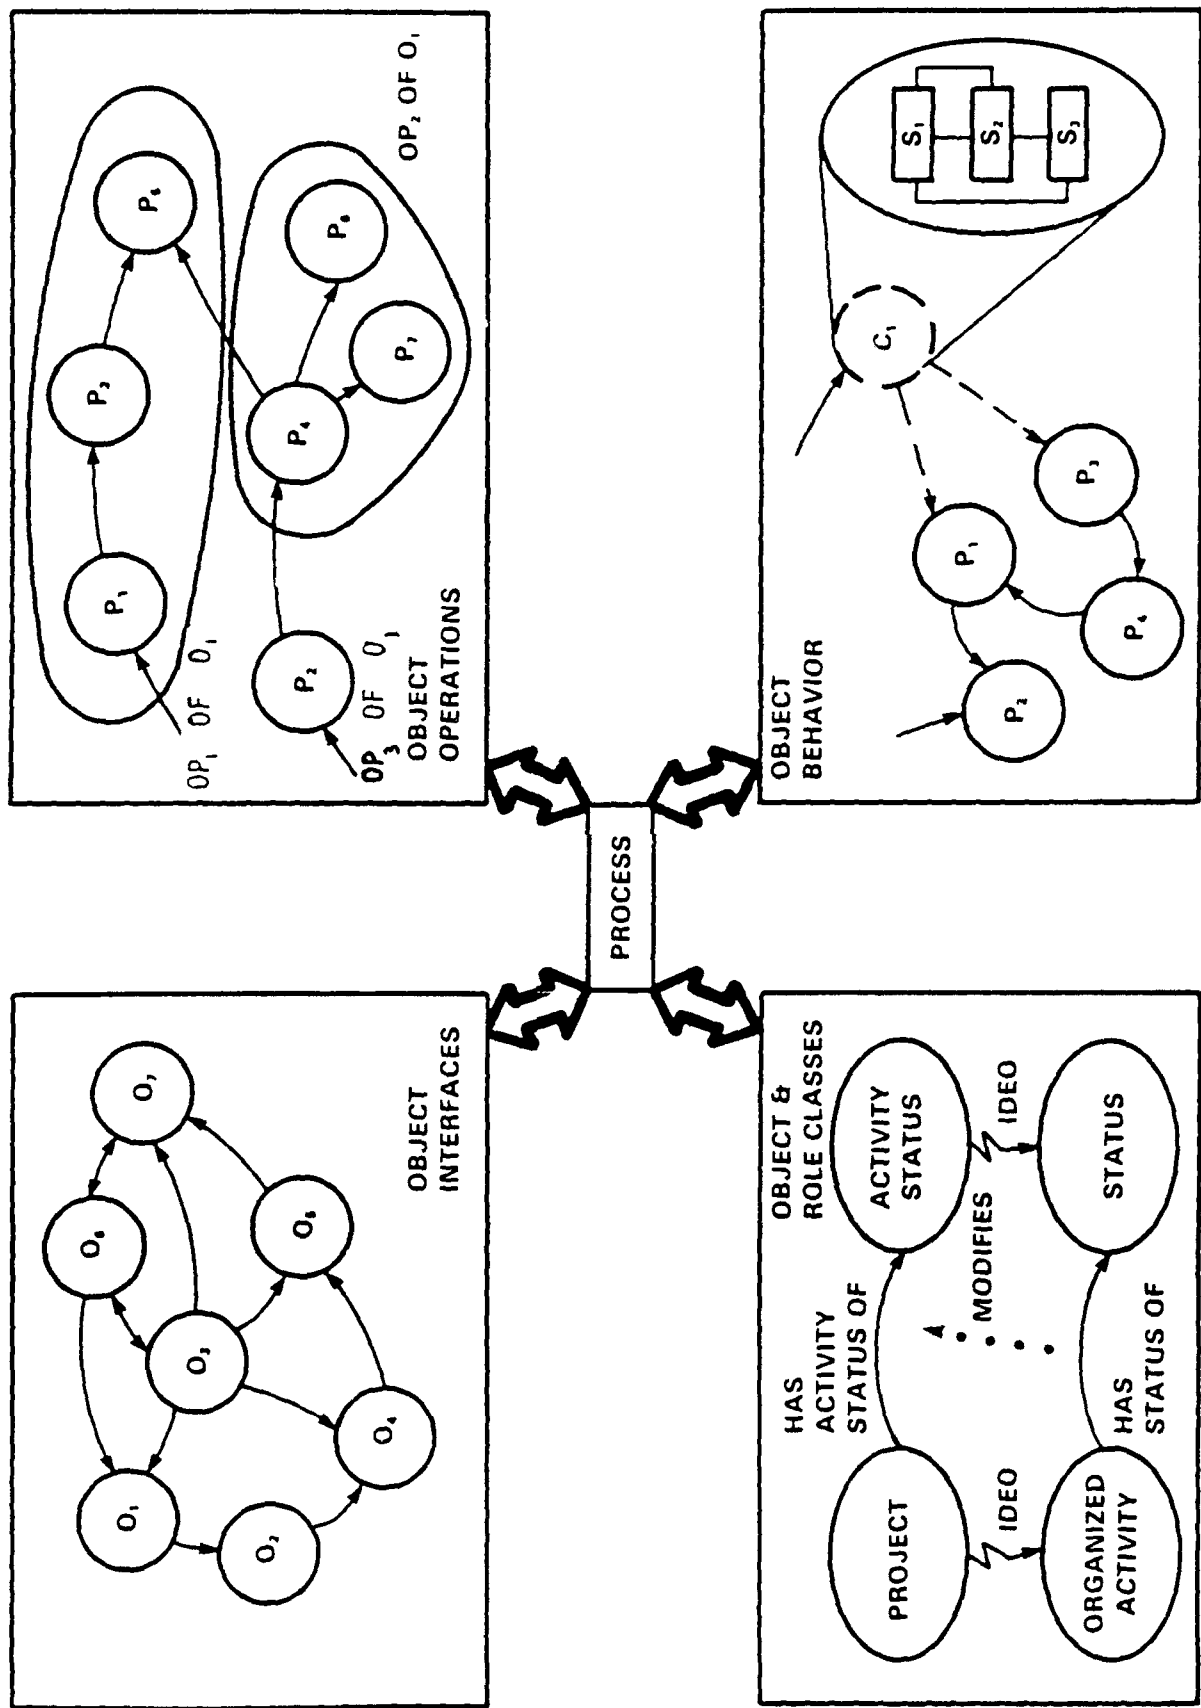 O₆
O₁
O₇
O₃
O₂
O₅
O₄
OBJECT
INTERFACES
P₃
P₁
OP₁ OF O₁
P₄
P₂
P₇
OP₃ OF O₁
OP₂ OF O₁
OBJECT
OPERATIONS
PROCESS
OBJECT &
ROLE CLASSES
HAS
ACTIVITY
STATUS OF
PROJECT
ACTIVITY
STATUS
MODIFIES
IDEO
IDEO
ORGANIZED
ACTIVITY
STATUS
HAS
STATUS OF
OBJECT
BEHAVIOR
C₁
S₁
S₂
S₃
P₁
P₂
P₃
P₄